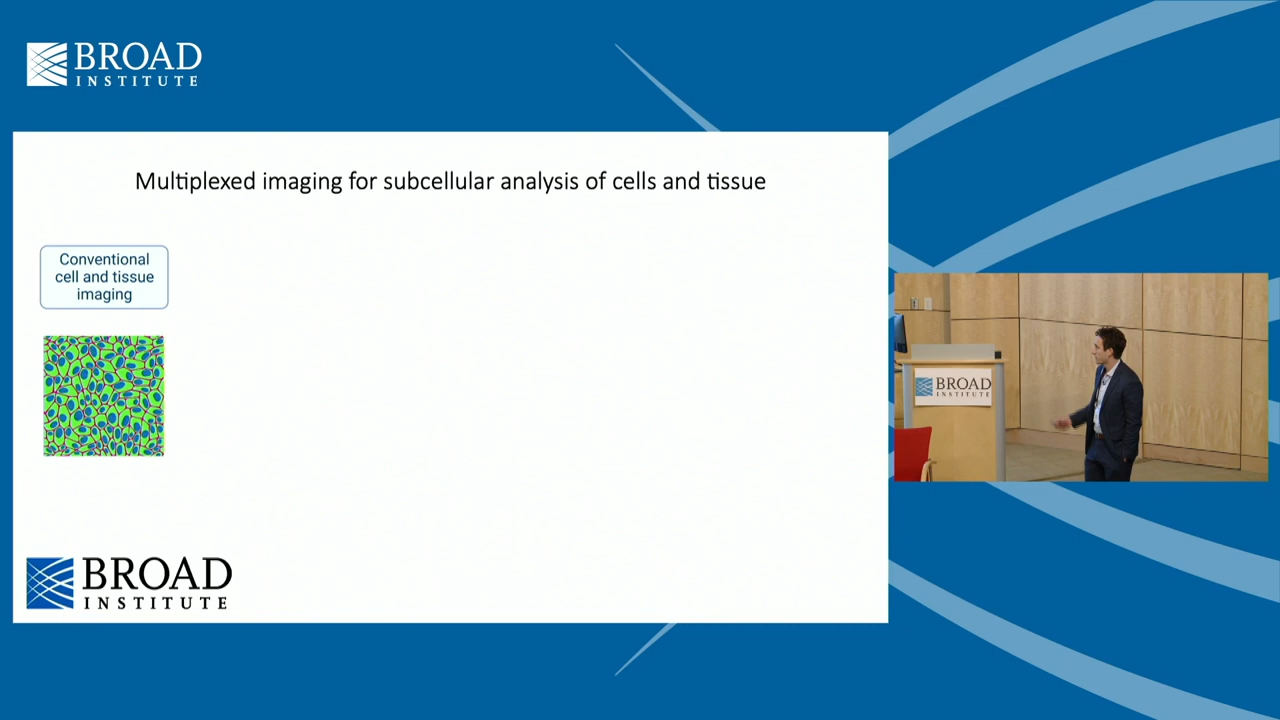 BROAD
INSTITUTE
Multiplexed imaging for subcellular analysis of cells and tissue
Conventional
cell and tissue
imaging
BROAD
INSTITUTE
BROAD
INSTITUTE